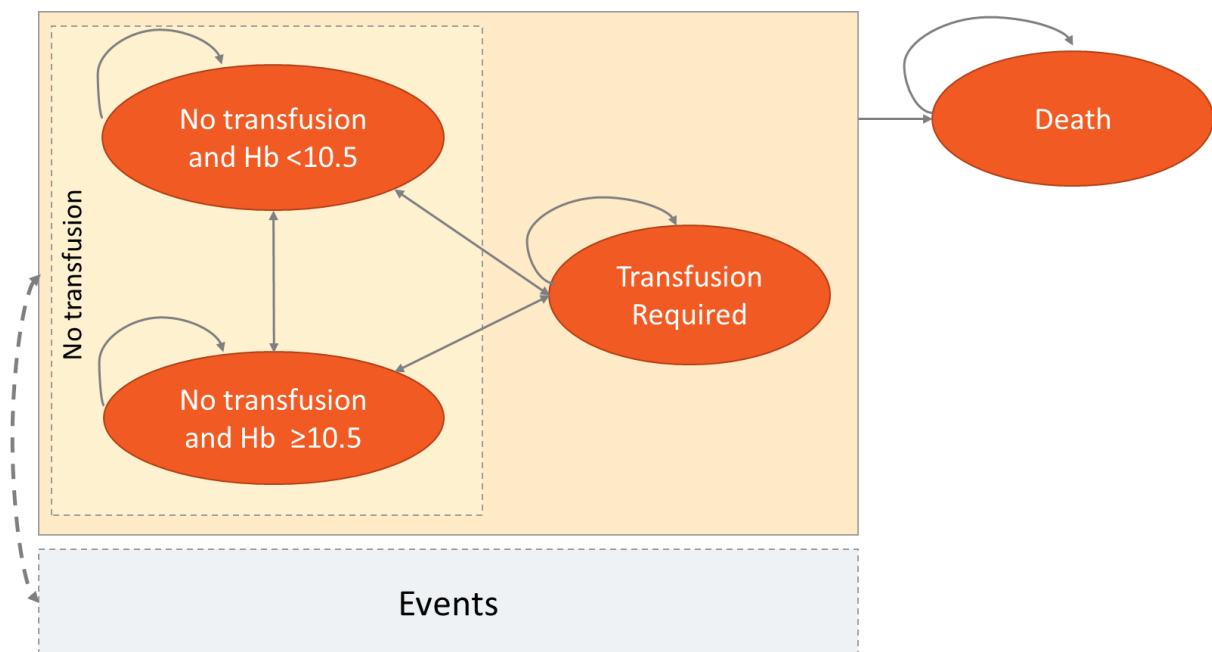 No transfusion
and Hb <10.5
Death
No transfusion
Transfusion
Required
No transfusion
and Hb ≥10.5
Events